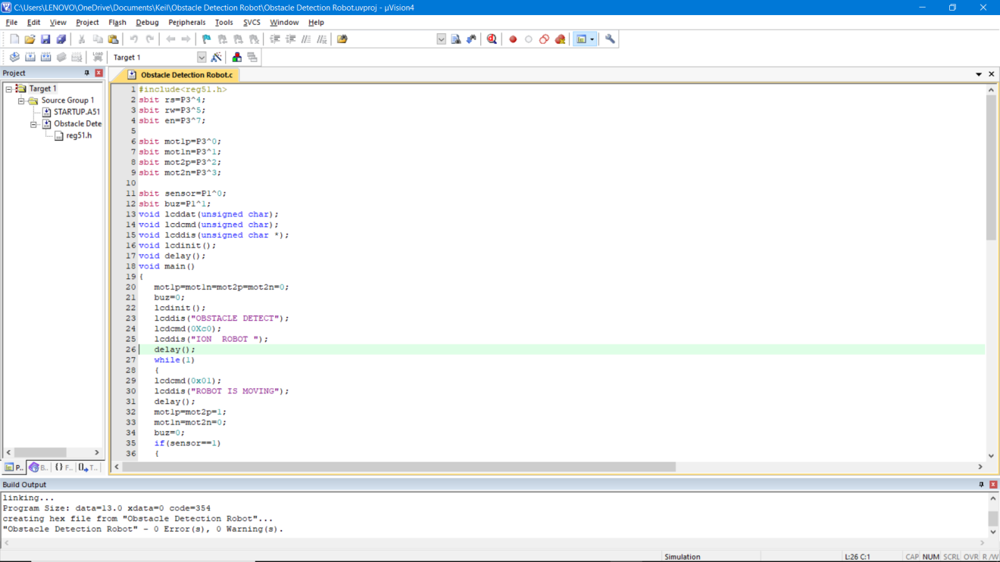 C:\Users\LENOVO\OneDrive\Documents\Keil\Obstacle Detection Robot\Obstacle Detection Robot.uvproj - µVision4
File Edit View Project Flash Debug Peripherals Tools SVCS Window Help
LOAD Target 1
Project
Obstacle Detection Robot.c
Target 1
Source Group 1
STARTUP.A51
Obstacle Dete
reg51.h
1 #include<reg51.h>
2 sbit rs=P3^4;
3 sbit rw=P3^5;
4 sbit en=P3^7;
5
6 sbit mot1p=P3^0;
7 sbit mot1n=P3^1;
8 sbit mot2p=P3^2;
9 sbit mot2n=P3^3;
10
11 sbit sensor=P1^0;
12 sbit buz=P1^1;
13 void lcddat(unsigned char);
14 void lcdcmd(unsigned char);
15 void lcddis(unsigned char *);
16 void lcdinit();
17 void delay();
18 void main()
19 {
20 mot1p=mot1n=mot2p=mot2n=0;
21 buz=0;
22 lcdinit();
23 lcddis("OBSTACLE DETECT");
24 lcdcmd(0Xc0);
25 lcddis("ION  ROBOT ");
26 delay();
27 while(1)
28 {
29 lcdcmd(0x01);
30 lcddis("ROBOT IS MOVING");
31 delay();
32 mot1p=mot2p=1;
33 mot1n=mot2n=0;
34 buz=0;
35 if(sensor==1)
36 {
P.. B.. {} F.. 0 T..
Build Output
linking...
Program Size: data=13.0 xdata=0 code=354
creating hex file from "Obstacle Detection Robot"...
"Obstacle Detection Robot" - 0 Error(s), 0 Warning(s).
Simulation L:26 C:1 CAP NUM SCRL OVR R/W